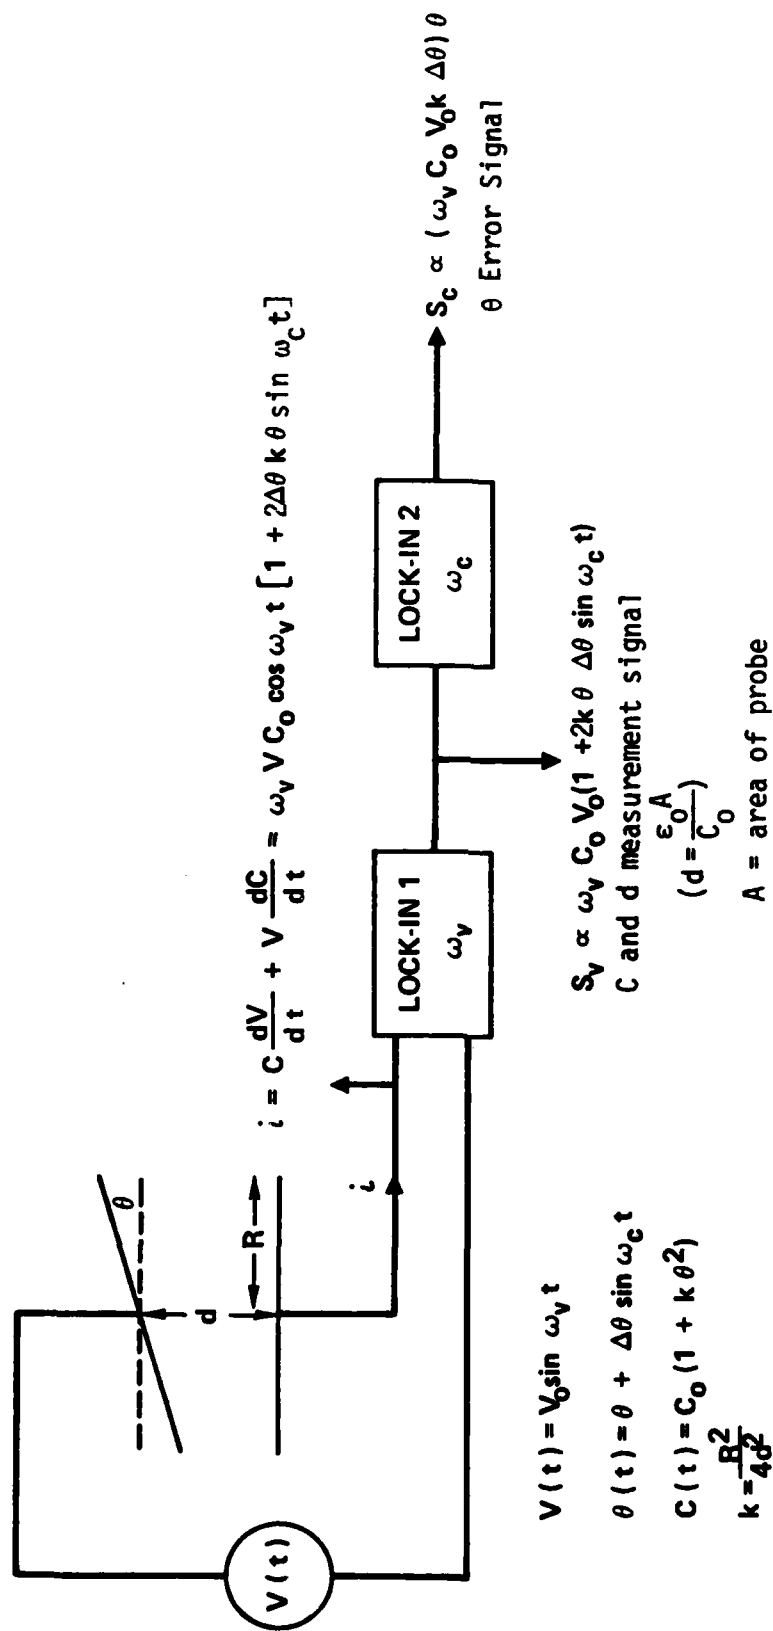 V(t)
d
θ
R
i
i = C dV/dt + V dC/dt = ω_v V C_o cos ω_v t [1 + 2Δθ k θ sin ω_c t]
LOCK-IN 1
ω_v
LOCK-IN 2
ω_c
S_c ∝ (ω_v C_o V_o k Δθ) θ
θ Error Signal
V(t) = V_o sin ω_v t
θ(t) = θ + Δθ sin ω_c t
C(t) = C_o (1 + k θ²)
k = R²/4d²
S_v ∝ ω_v C_o V_o (1 + 2k θ Δθ sin ω_c t)
C and d measurement signal
(d = ε_o A/C_o)
A = area of probe